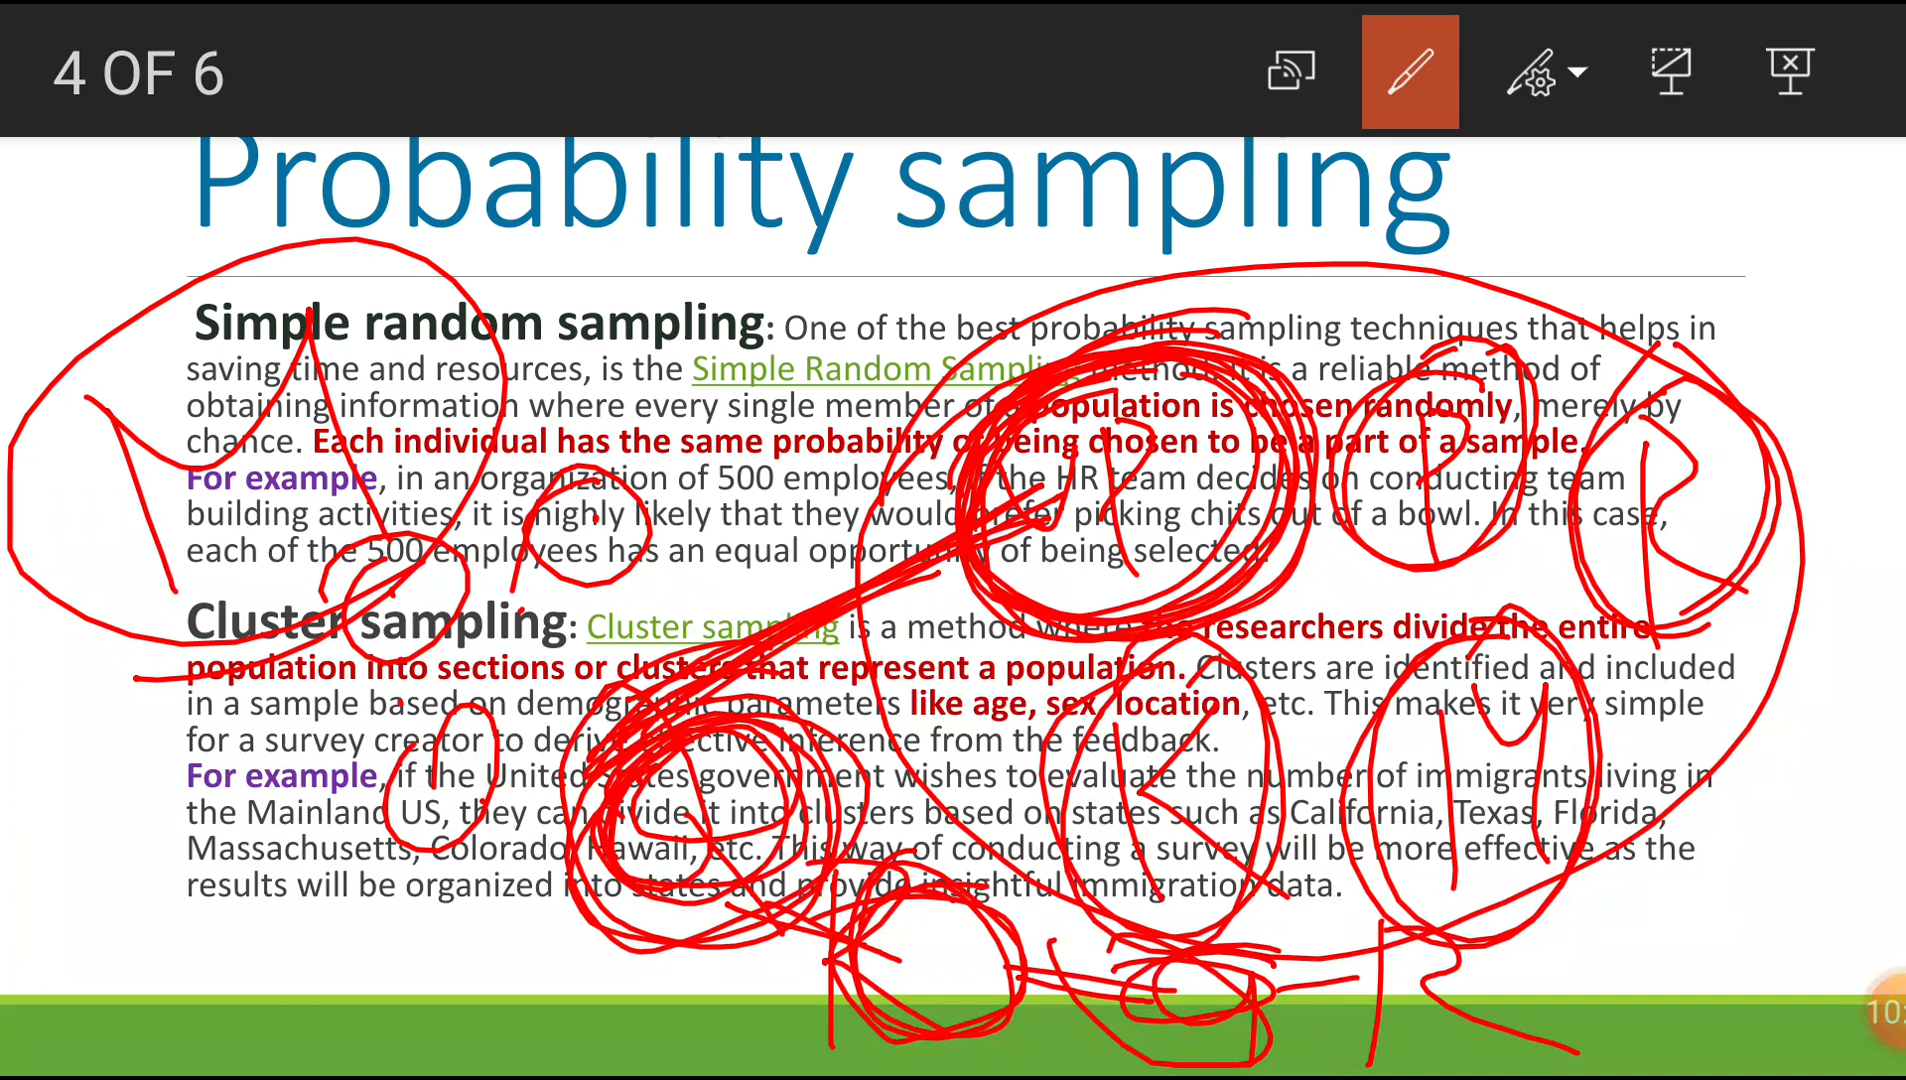 4 OF 6
Probability sampling
Simple random sampling: One of the best probability sampling techniques that helps in
saving time and resources, is the Simple Random Sampling method. It is a reliable method of
obtaining information where every single member of a population is chosen randomly, merely by
chance. Each individual has the same probability of being chosen to be a part of a sample.
For example, in an organization of 500 employees, if the HR team decides on conducting team
building activities, it is highly likely that they would prefer picking chits out of a bowl. In this case,
each of the 500 employees has an equal opportunity of being selected.
Cluster sampling: Cluster sampling is a method where the researchers divide the entire
population into sections or clusters that represent a population. Clusters are identified and included
in a sample based on demographic parameters like age, sex, location, etc. This makes it very simple
for a survey creator to derive effective inference from the feedback.
For example, if the United States government wishes to evaluate the number of immigrants living in
the Mainland US, they can divide it into clusters based on states such as California, Texas, Florida,
Massachusetts, Colorado, Hawaii, etc. This way of conducting a survey will be more effective as the
results will be organized into states and provide insightful immigration data.
P
P
R
K
M
10: